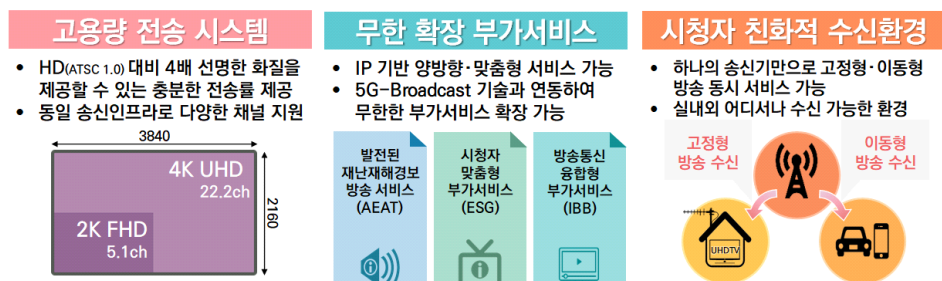 고용량 전송 시스템
• HD(ATSC 1.0) 대비 4배 선명한 화질을
제공할 수 있는 충분한 전송률 제공
• 동일 송신인프라로 다양한 채널 지원
3840
4K UHD
22.2ch
2K FHD
5.1ch
2160
무한 확장 부가서비스
• IP 기반 양방향·맞춤형 서비스 가능
• 5G-Broadcast 기술과 연동하여
무한한 부가서비스 확장 가능
발전된
재난재해경보
방송 서비스
(AEAT)
시청자
맞춤형
부가서비스
(ESG)
방송통신
융합형
부가서비스
(IBB)
시청자 친화적 수신환경
• 하나의 송신기만으로 고정형·이동형
방송 동시 서비스 가능
• 실내외 어디서나 수신 가능한 환경
고정형
방송 수신
이동형
방송 수신
UHDTV